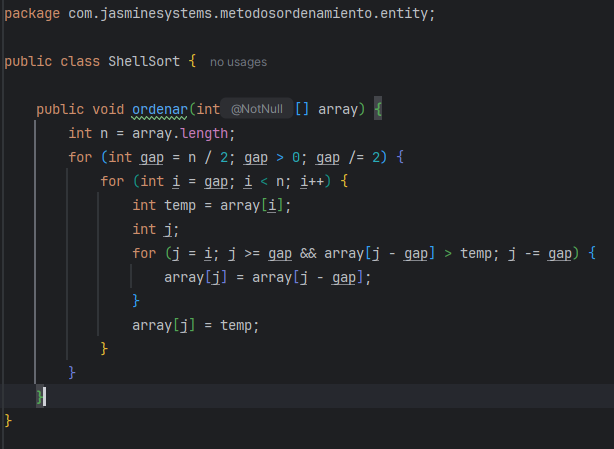 package com.jasminesystems.metodosordenamiento.entity;
public class ShellSort { no usages
public void ordenar(int @NotNull [] array) {
int n = array.length;
for (int gap = n / 2; gap > 0; gap /= 2) {
for (int i = gap; i < n; i++) {
int temp = array[i];
int j;
for (j = i; j >= gap && array[j - gap] > temp; j -= gap) {
array[j] = array[j - gap];
}
array[j] = temp;
}
}
}
}